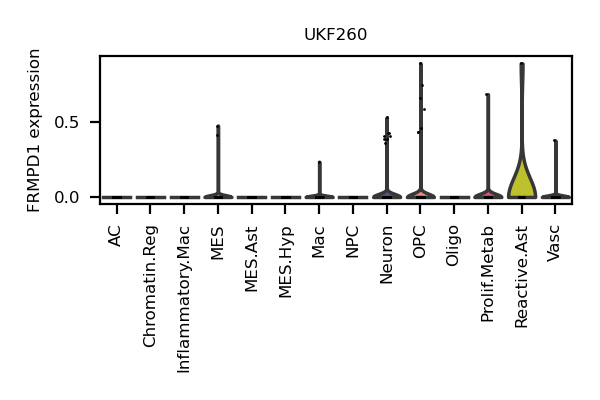 UKF260
FRMPD1 expression
0.5
0.0
AC
Chromatin.Reg
Inflammatory.Mac
MES
MES.Ast
MES.Hyp
Mac
NPC
Neuron
OPC
Oligo
Prolif.Metab
Reactive.Ast
Vasc